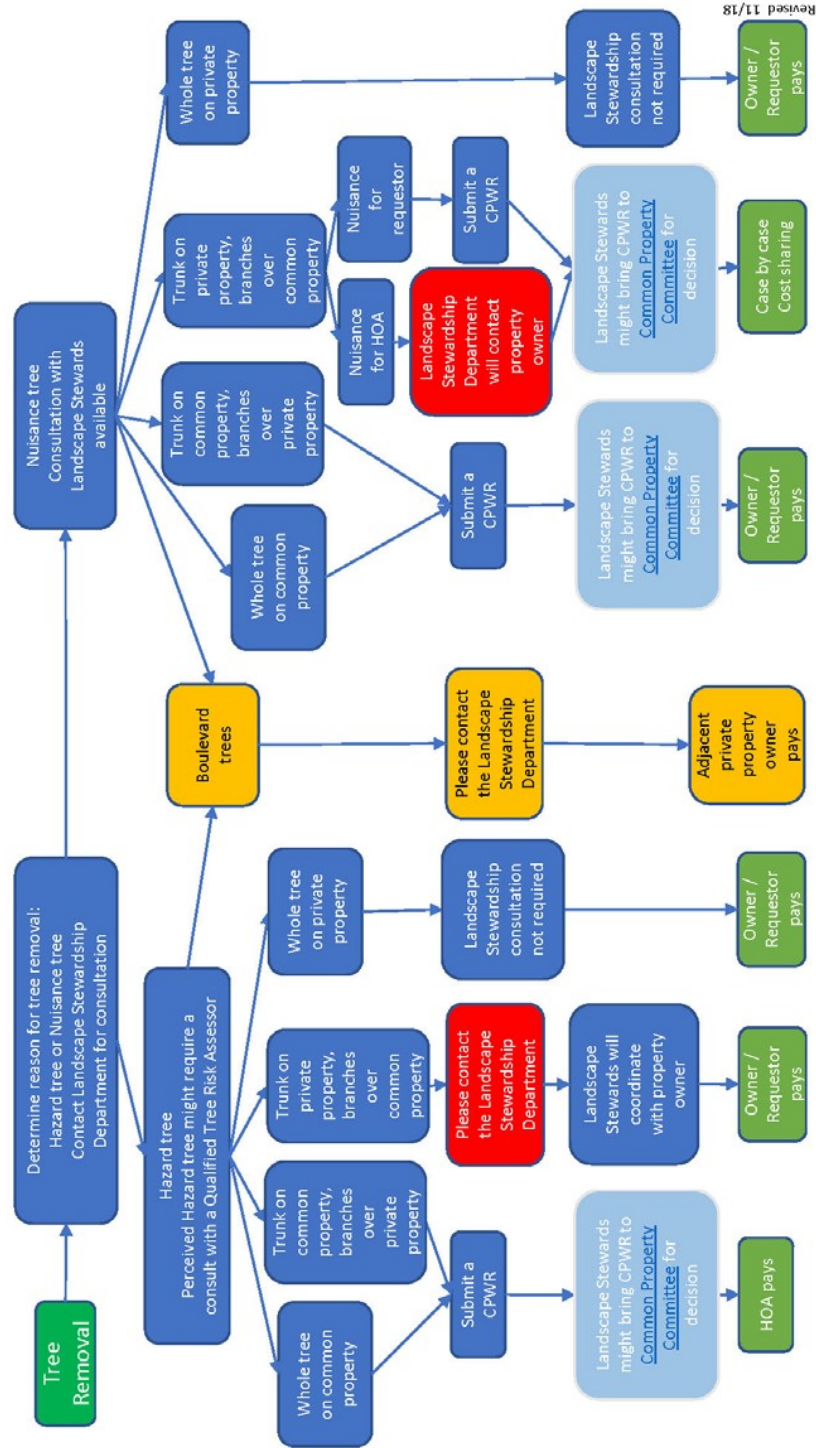 Tree
Removal
Determine reason for tree removal:
Hazard tree or Nuisance tree
Contact Landscape Stewardship
Department for consultation
Hazard tree
Perceived Hazard tree might require a
consult with a Qualified Tree Risk Assessor
Nuisance tree
Consultation with
Landscape Stewards
available
Whole tree
on common
property
Trunk on
common
property,
branches
over
private
property
Trunk on
private
property,
branches
over
common
property
Whole tree
on private
property
Boulevard
trees
Whole tree
on common
property
Trunk on
common
property,
branches
over
private
property
Trunk on
private
property,
branches
over
common
property
Whole tree
on private
property
Nuisance
for HOA
Nuisance
for
requestor
Submit a
CPWR
Please contact
the Landscape
Stewardship
Department
Landscape
Stewardship
consultation
not required
Please contact
the Landscape
Stewardship
Department
Submit a
CPWR
Landscape
Stewardship
Department
will contact
property
owner
Submit a
CPWR
Landscape Stewards
might bring CPWR to
Common Property
Committee for
decision
Landscape
Stewards will
coordinate
with property
owner
Landscape Stewards
might bring CPWR to
Common Property
Committee for
decision
Landscape Stewards
might bring CPWR to
Common Property
Committee for
decision
Landscape
Stewardship
consultation
not required
HOA pays
Owner /
Requestor
pays
Owner /
Requestor
pays
Adjacent
private
property
owner
pays
Owner /
Requestor
pays
Case by case
Cost sharing
Owner /
Requestor
pays
Revised 11/18